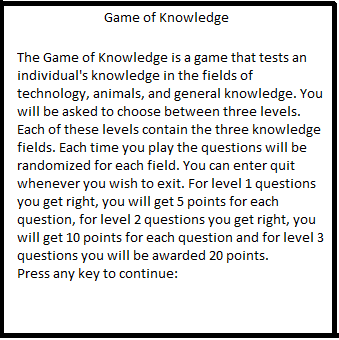 Game of Knowledge
The Game of Knowledge is a game that tests an
individual's knowledge in the fields of
technology, animals, and general knowledge. You
will be asked to choose between three levels.
Each of these levels contain the three knowledge
fields. Each time you play the questions will be
randomized for each field. You can enter quit
whenever you wish to exit. For level 1 questions
you get right, you will get 5 points for each
question, for level 2 questions you get right, you
will get 10 points for each question and for level 3
questions you will be awarded 20 points.
Press any key to continue: